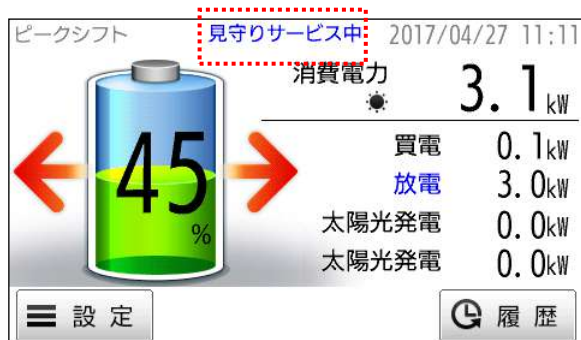 ピークシフト 見守りサービス中 2017/04/27 11:11
消費電力 3.1kW
45%
買電 0.1kW
放電 3.0kW
太陽光発電 0.0kW
太陽光発電 0.0kW
設定 履歴